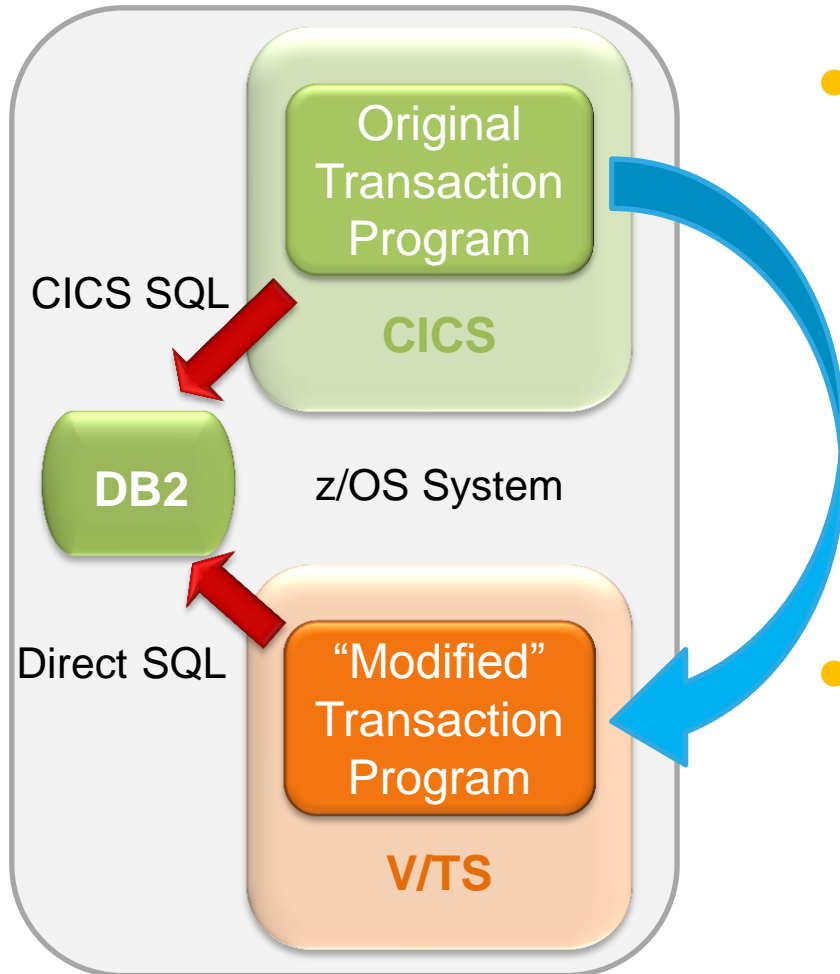 Original
Transaction
Program
CICS SQL
CICS
DB2
z/OS System
Direct SQL
“Modified”
Transaction
Program
V/TS